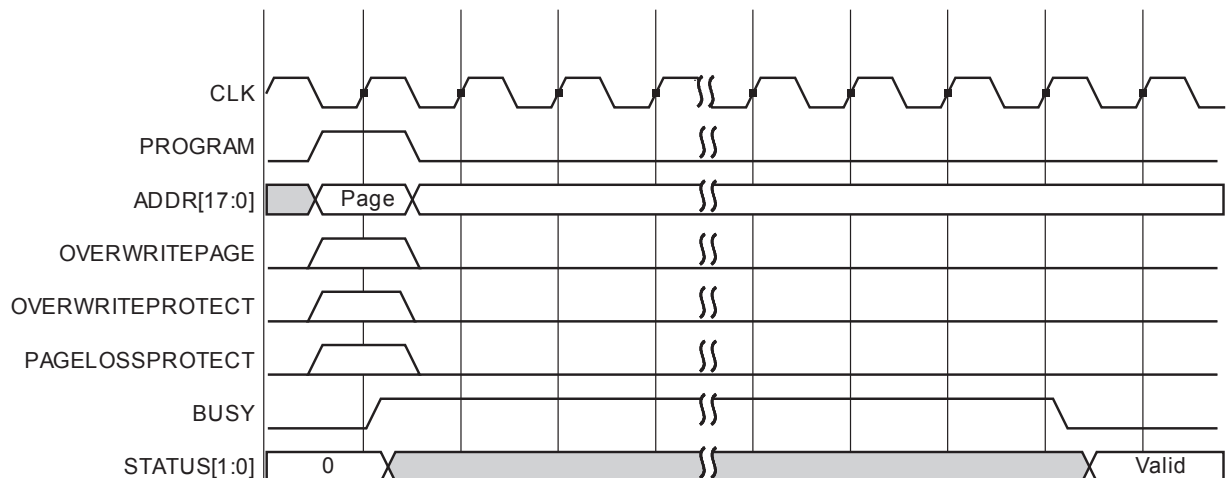 CLK
PROGRAM
ADDR[17:0] Page
OVERWRITEPAGE
OVERWRITEPROTECT
PAGELOSSPROTECT
BUSY
STATUS[1:0] 0 Valid